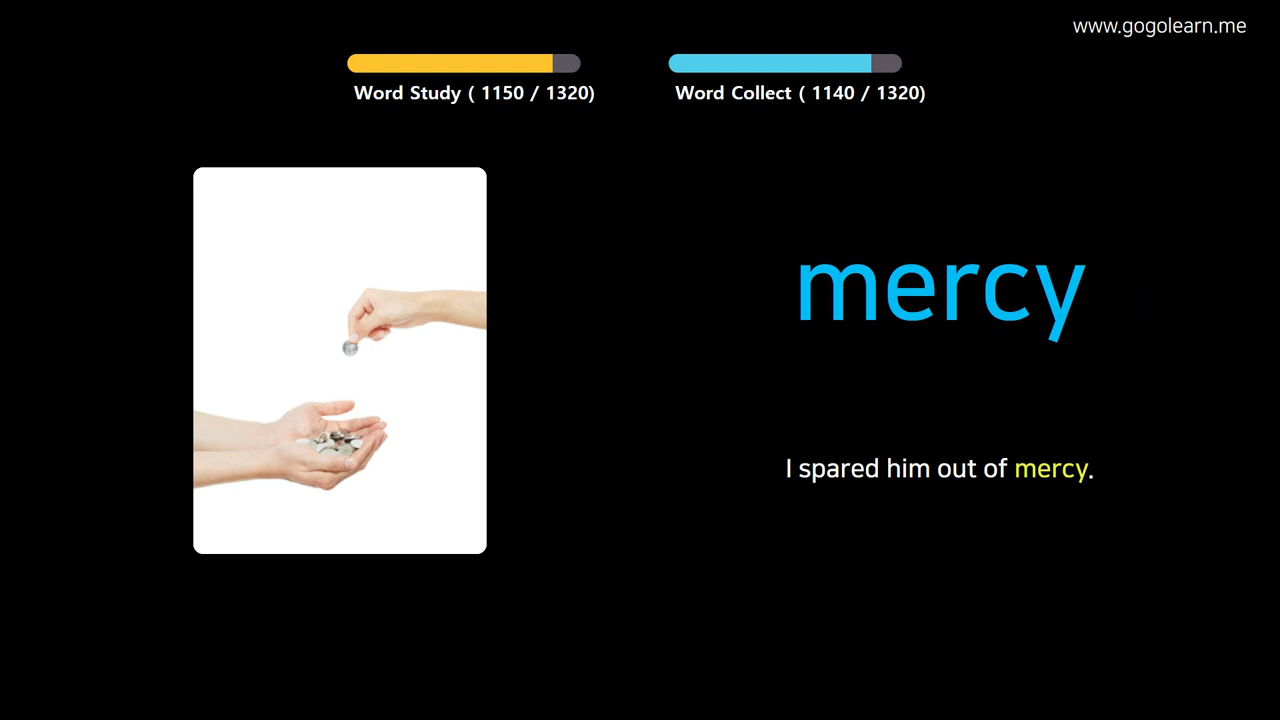 www.gogolearn.me
Word Study ( 1150 / 1320)
Word Collect ( 1140 / 1320)
mercy
I spared him out of mercy.